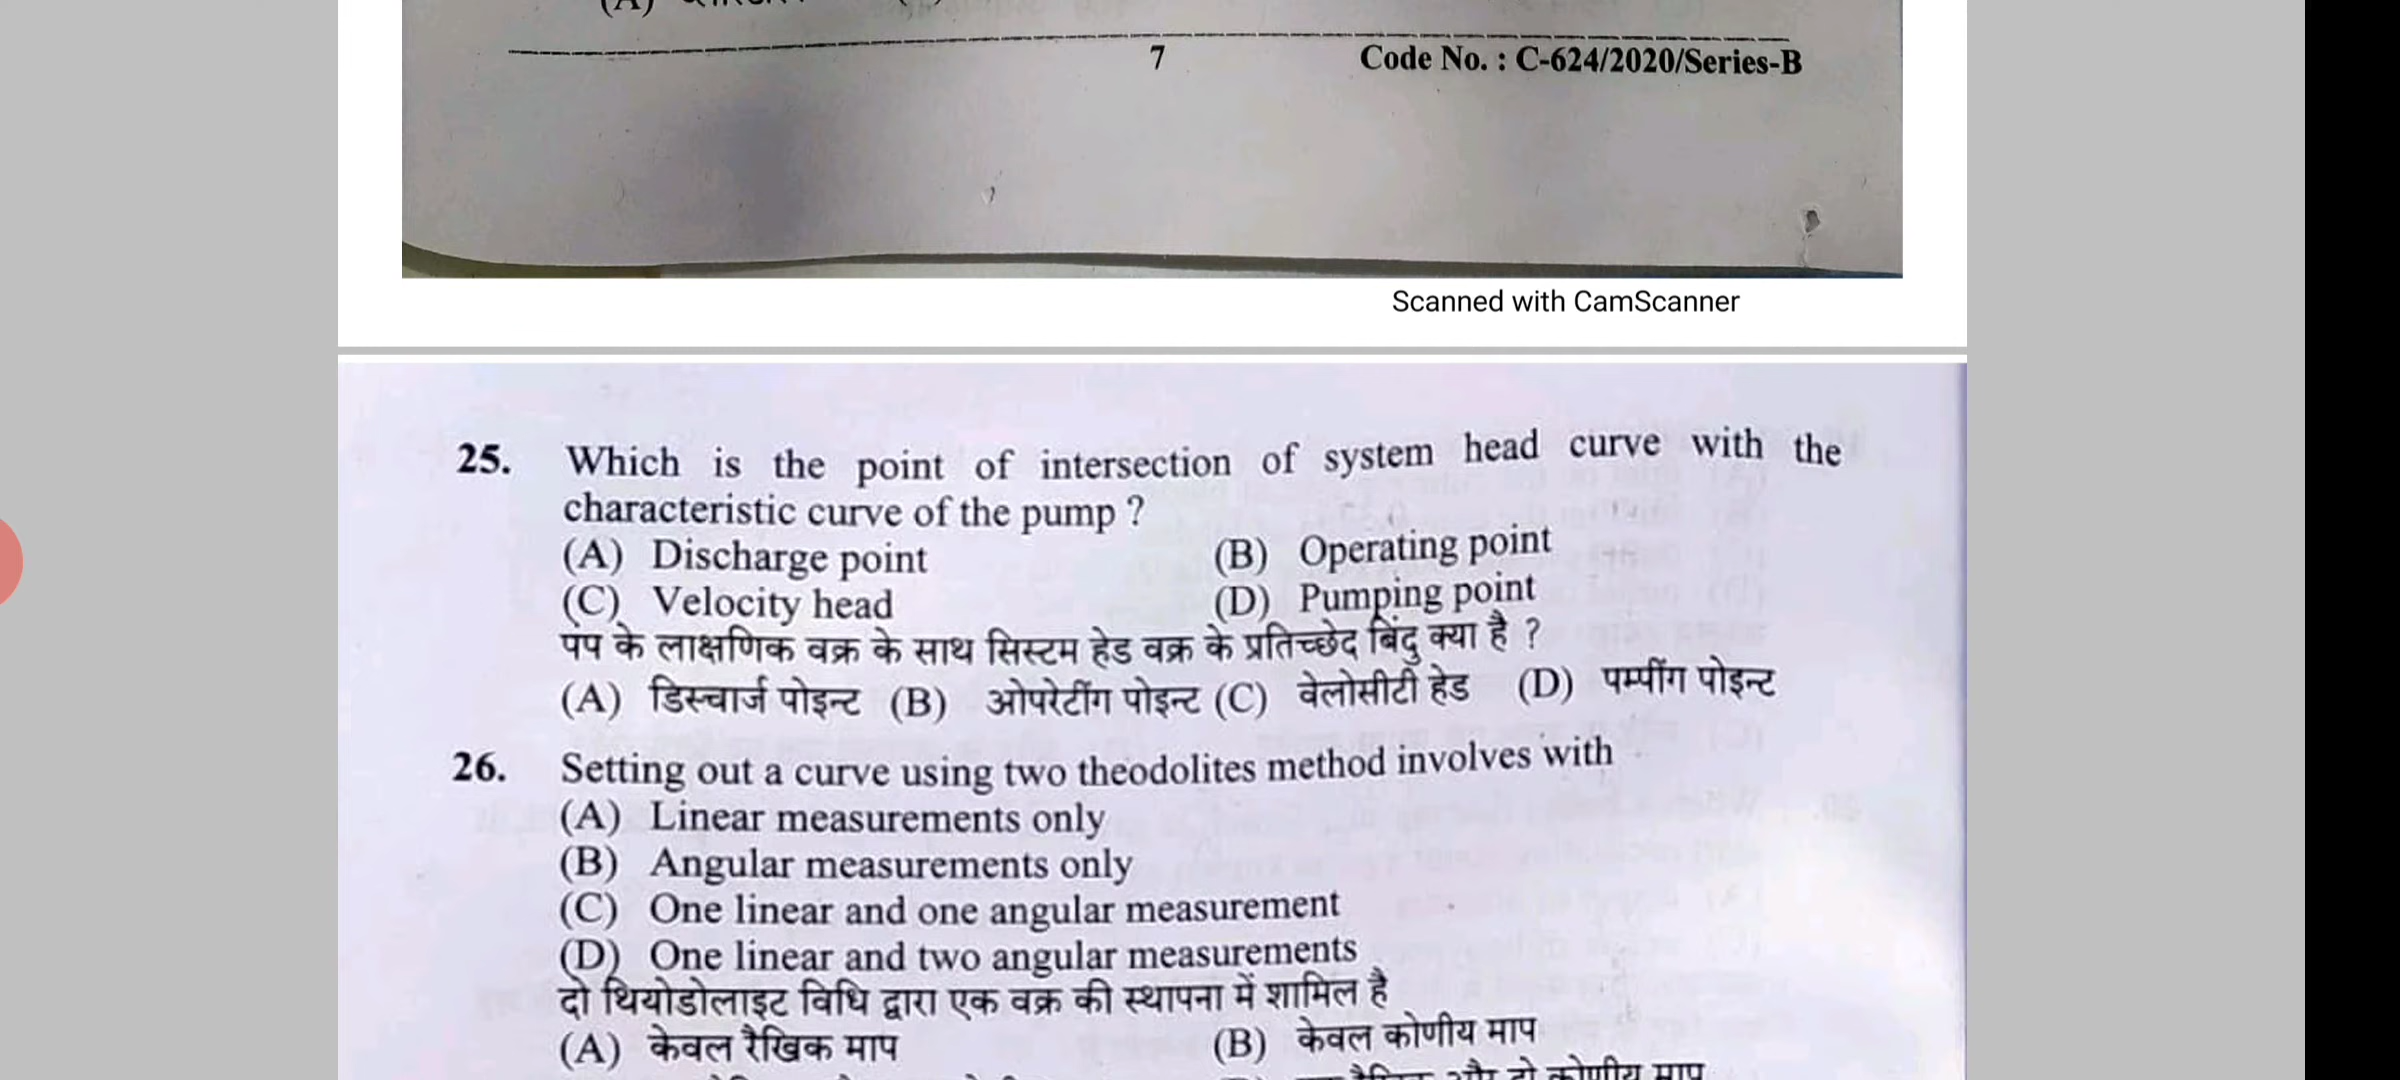 7 Code No. : C-624/2020/Series-B
Scanned with CamScanner
25. Which is the point of intersection of system head curve with the
characteristic curve of the pump ?
(A) Discharge point (B) Operating point
(C) Velocity head (D) Pumping point
पंप के लाक्षणिक वक्र के साथ सिस्टम हेड वक्र के प्रतिच्छेद बिंदु क्या है ?
(A) डिस्चार्ज पोइन्ट (B) ओपरेटींग पोइन्ट (C) वेलोसीटी हेड (D) पम्पींग पोइन्ट
26. Setting out a curve using two theodolites method involves with
(A) Linear measurements only
(B) Angular measurements only
(C) One linear and one angular measurement
(D) One linear and two angular measurements
दो थियोडोलाइट विधि द्वारा एक वक्र की स्थापना में शामिल है
(A) केवल रैखिक माप (B) केवल कोणीय माप
और दो कोणीय माप